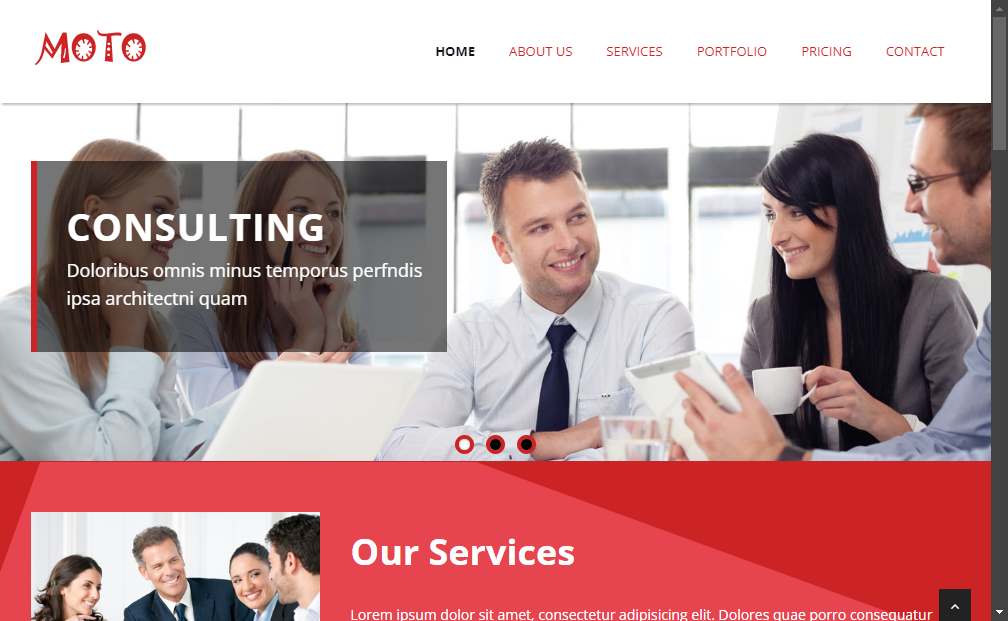 MOTO
HOME ABOUT US SERVICES PORTFOLIO PRICING CONTACT
CONSULTING
Doloribus omnis minus temporus perfndis
ipsa architectni quam
Our Services
Lorem ipsum dolor sit amet, consectetur adipisicing elit. Dolores quae porro consequatur